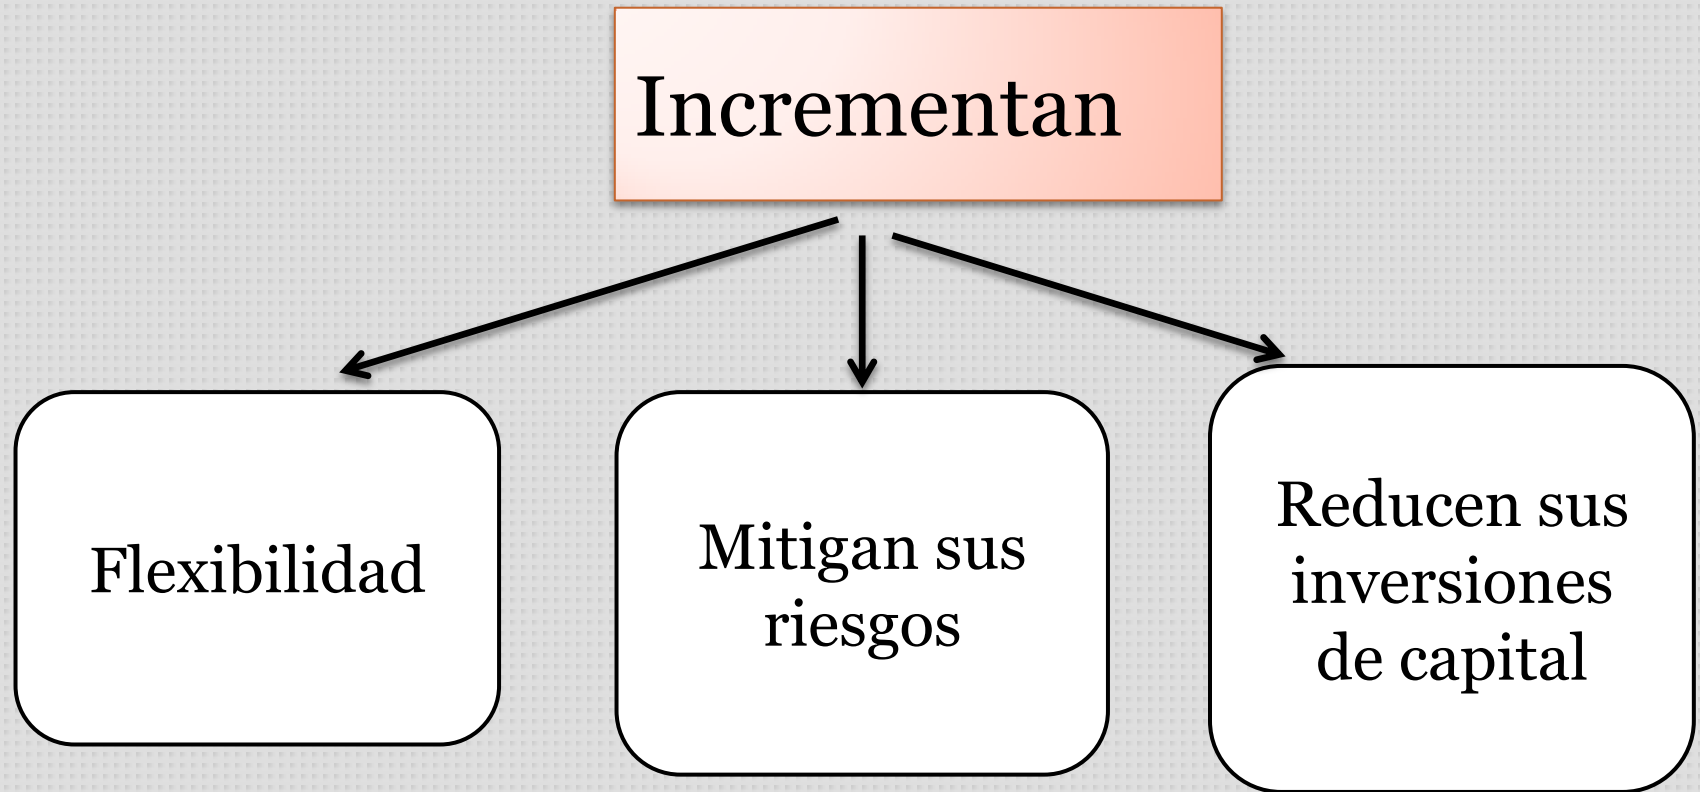 Incrementan
Flexibilidad
Mitigan sus
riesgos
Reducen sus
inversiones
de capital